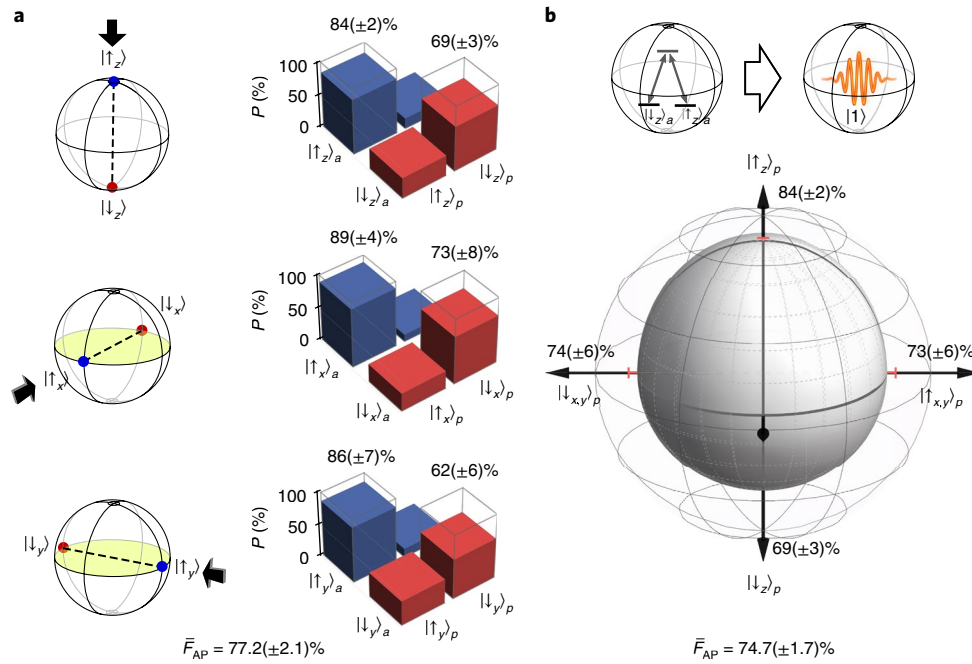 a
|↑z⟩
|↓z⟩
84(±2)%
69(±3)%
P (%)
100
50
0
|↑z⟩a
|↓z⟩a
|↑z⟩p
|↓z⟩p
|↓x⟩
|↑x⟩
89(±4)%
73(±8)%
P (%)
100
50
0
|↑x⟩a
|↓x⟩a
|↑x⟩p
|↓x⟩p
|↓y⟩
|↑y⟩
86(±7)%
62(±6)%
P (%)
100
50
0
|↑y⟩a
|↓y⟩a
|↑y⟩p
|↓y⟩p
F̄AP = 77.2(±2.1)%
b
|↓z⟩a |↑z⟩a
|1⟩
|↑z⟩p
84(±2)%
74(±6)%
|↓x,y⟩p
73(±6)%
|↑x,y⟩p
69(±3)%
|↓z⟩p
F̄AP = 74.7(±1.7)%